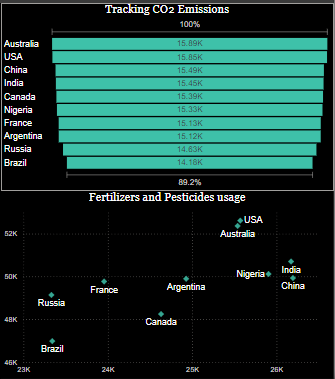 Tracking CO2 Emissions
100%
Australia 15.89K
USA 15.85K
China 15.49K
India 15.45K
Canada 15.39K
Nigeria 15.33K
France 15.13K
Argentina 15.12K
Russia 14.63K
Brazil 14.18K
89.2%
Fertilizers and Pesticides usage
USA
52K
Australia
India
Nigeria
50K
China
France
Argentina
Russia
48K
Canada
Brazil
46K
23K 24K 25K 26K